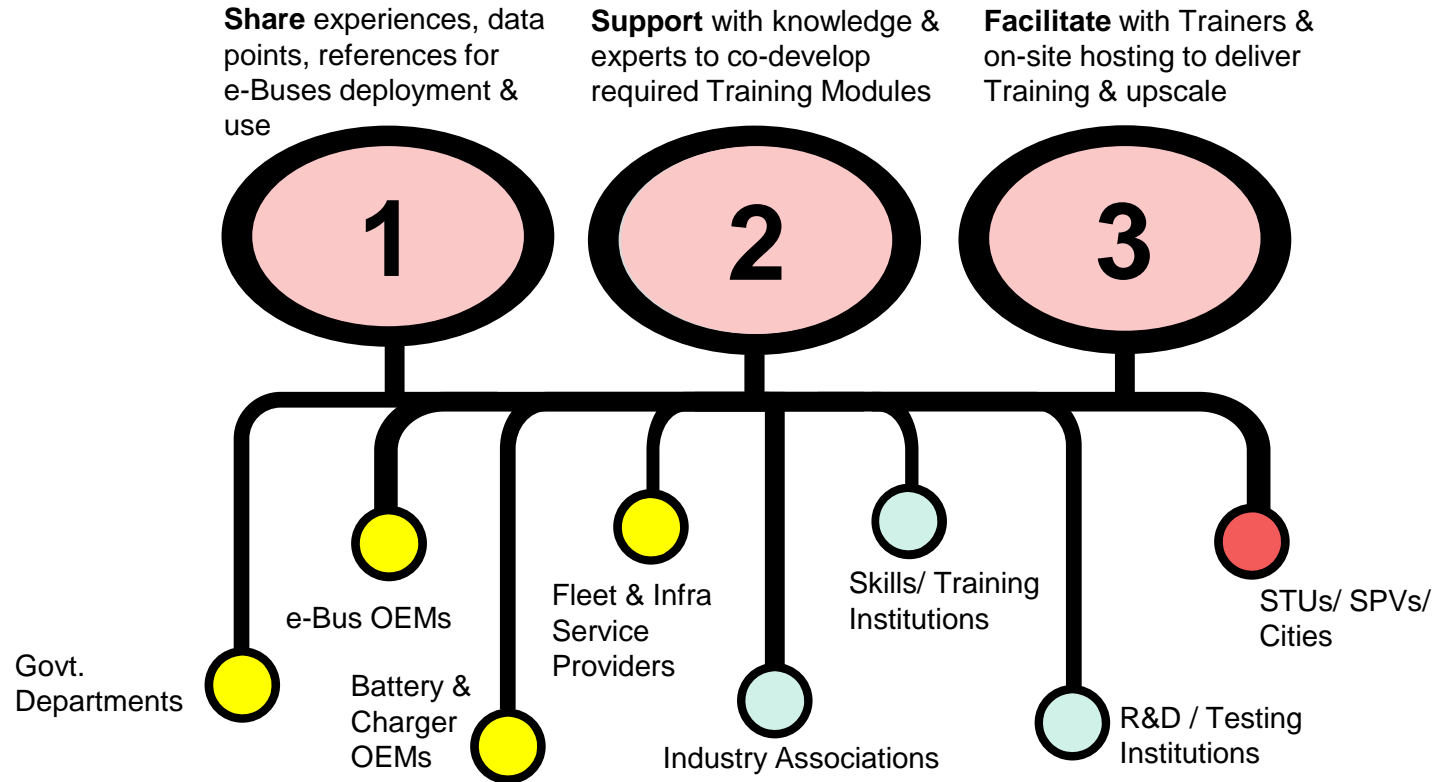 Share experiences, data
points, references for
e-Buses deployment &
use
Support with knowledge &
experts to co-develop
required Training Modules
Facilitate with Trainers &
on-site hosting to deliver
Training & upscale
1
2
3
Govt.
Departments
e-Bus OEMs
Battery &
Charger
OEMs
Fleet & Infra
Service
Providers
Industry Associations
Skills/ Training
Institutions
R&D / Testing
Institutions
STUs/ SPVs/
Cities